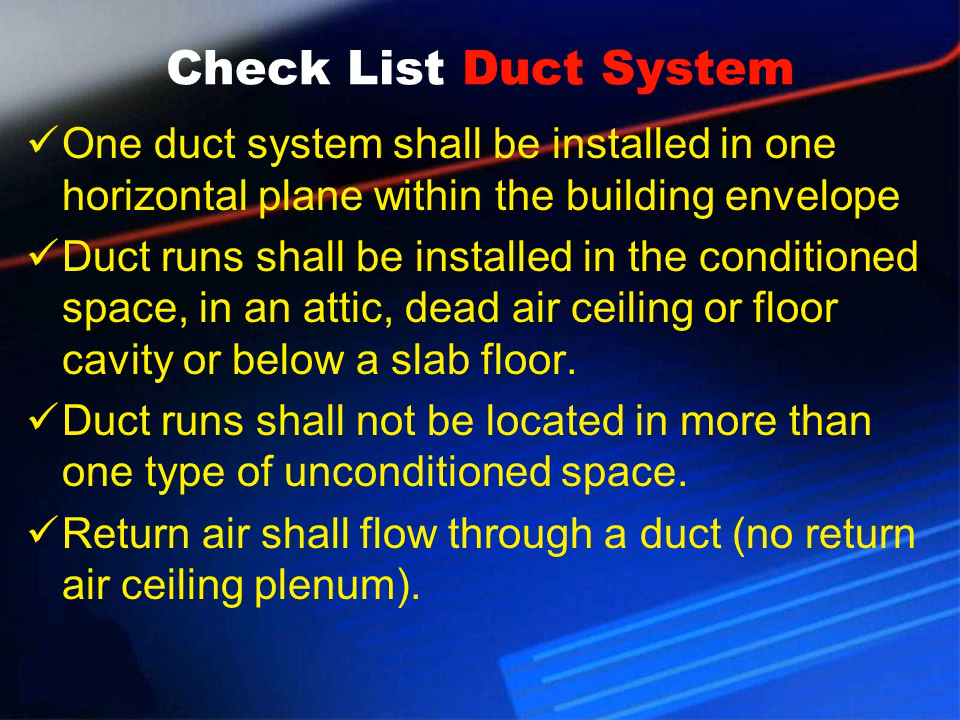 Check List Duct System
✓ One duct system shall be installed in one
horizontal plane within the building envelope
✓ Duct runs shall be installed in the conditioned
space, in an attic, dead air ceiling or floor
cavity or below a slab floor.
✓ Duct runs shall not be located in more than
one type of unconditioned space.
✓ Return air shall flow through a duct (no return
air ceiling plenum).